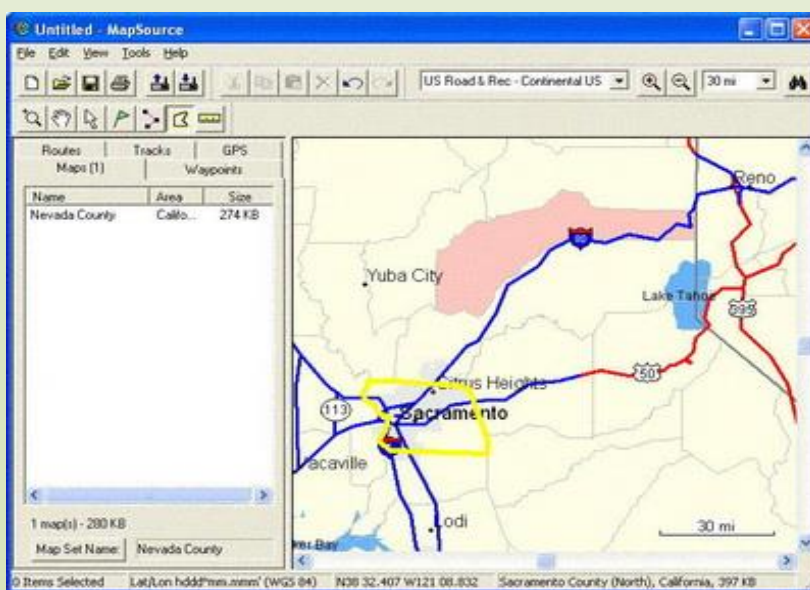 Untitled - MapSource
File Edit View Tools Help
US Road & Rec - Continental US
30 mi
Routes Tracks GPS
Maps (1) Waypoints
Name Area Size
Nevada County Califo... 274 KB
1 map(s) - 280 KB
Map Set Name: Nevada County
Reno
80
Yuba City
Lake Tahoe
395
50
Citrus Heights
113
Sacramento
Vacaville
Lodi
30 mi
ker Bay
0 Items Selected Lat/Lon hddd°mm.mmm' (WGS 84) N38 32.407 W121 08.832 Sacramento County (North), California, 397 KB